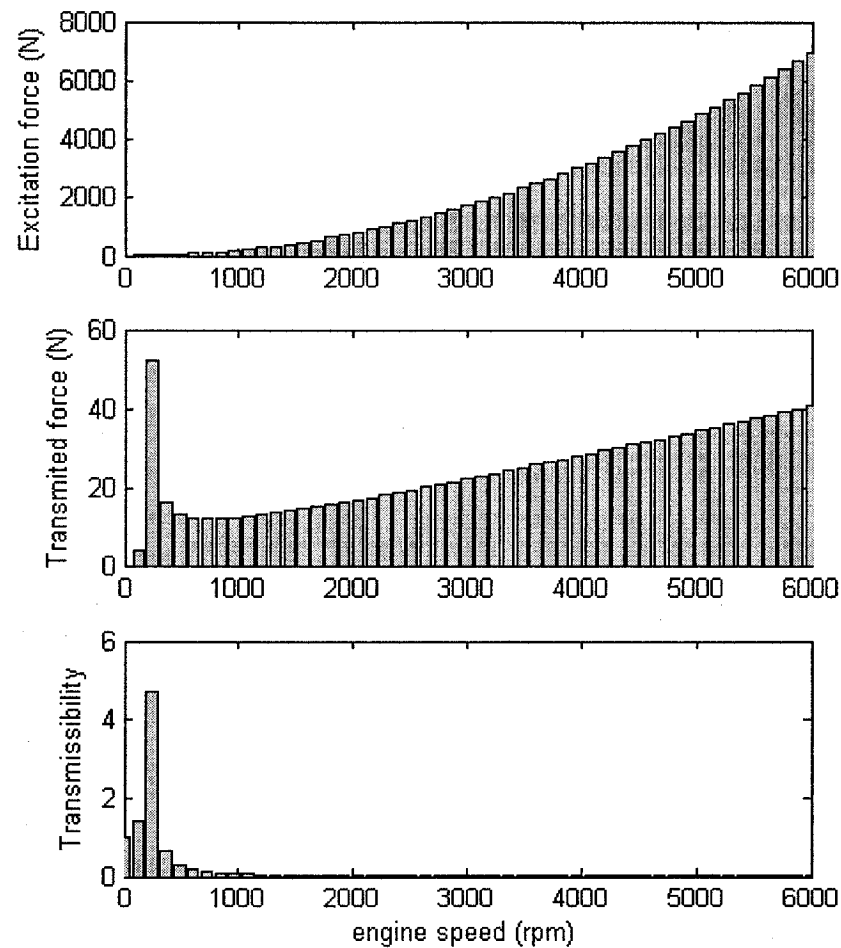 Excitation force (N)
8000
6000
4000
2000
0
0 1000 2000 3000 4000 5000 6000
Transmited force (N)
60
40
20
0
0 1000 2000 3000 4000 5000 6000
Transmissibility
6
4
2
0
0 1000 2000 3000 4000 5000 6000
engine speed (rpm)